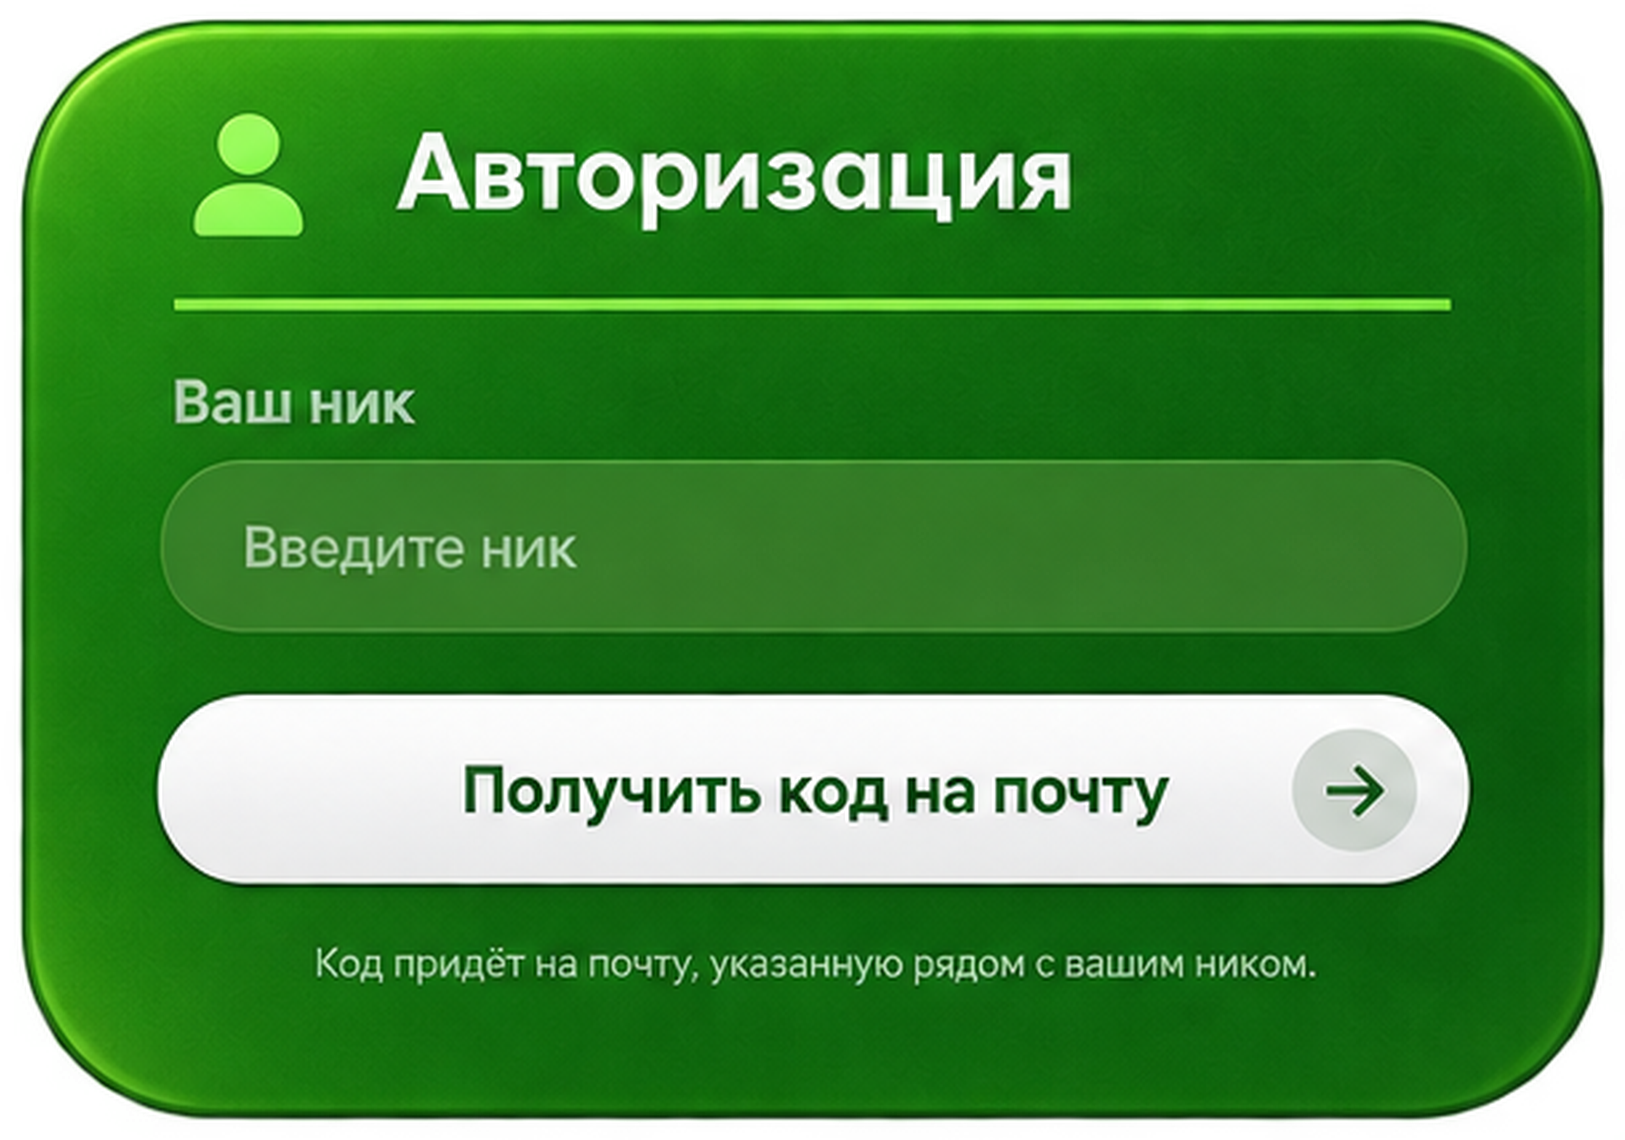 Авторизация
Ваш ник
Введите ник
Получить код на почту
Код придёт на почту, указанную рядом с вашим ником.